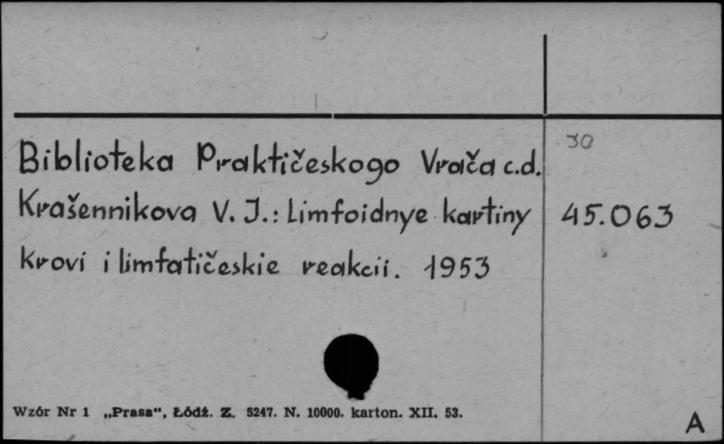 Biblioteka Praktičeskogo Vrača c.d. 30
Krašennikova V. J.: Limfoidnye kartiny 45.063
krovi i limfatičeskie reakcii. 1953
Wzór Nr 1 „Prasa“, Łódź. Z. 5247. N. 10000. karton. XII. 53.
A